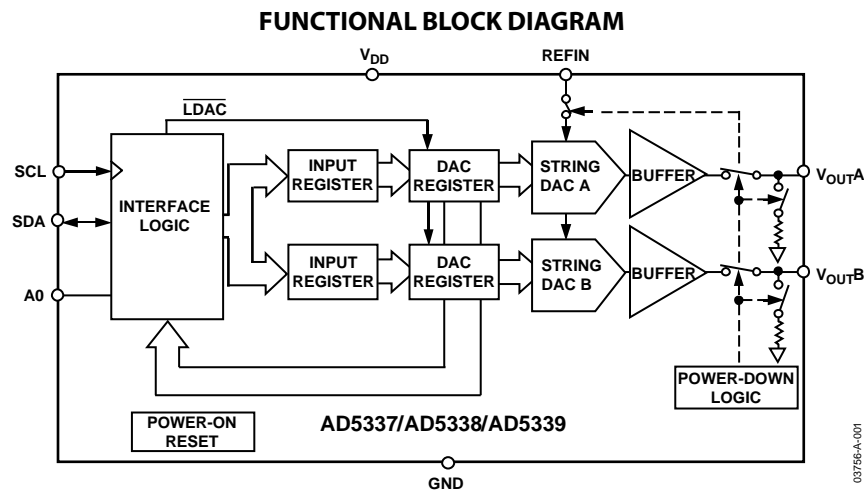 FUNCTIONAL BLOCK DIAGRAM
VDD
REFIN
LDAC
SCL
SDA
A0
INTERFACE
LOGIC
INPUT
REGISTER
DAC
REGISTER
STRING
DAC A
BUFFER
VOUTA
INPUT
REGISTER
DAC
REGISTER
STRING
DAC B
BUFFER
VOUTB
POWER-DOWN
LOGIC
POWER-ON
RESET
AD5337/AD5338/AD5339
GND
03756-A-001